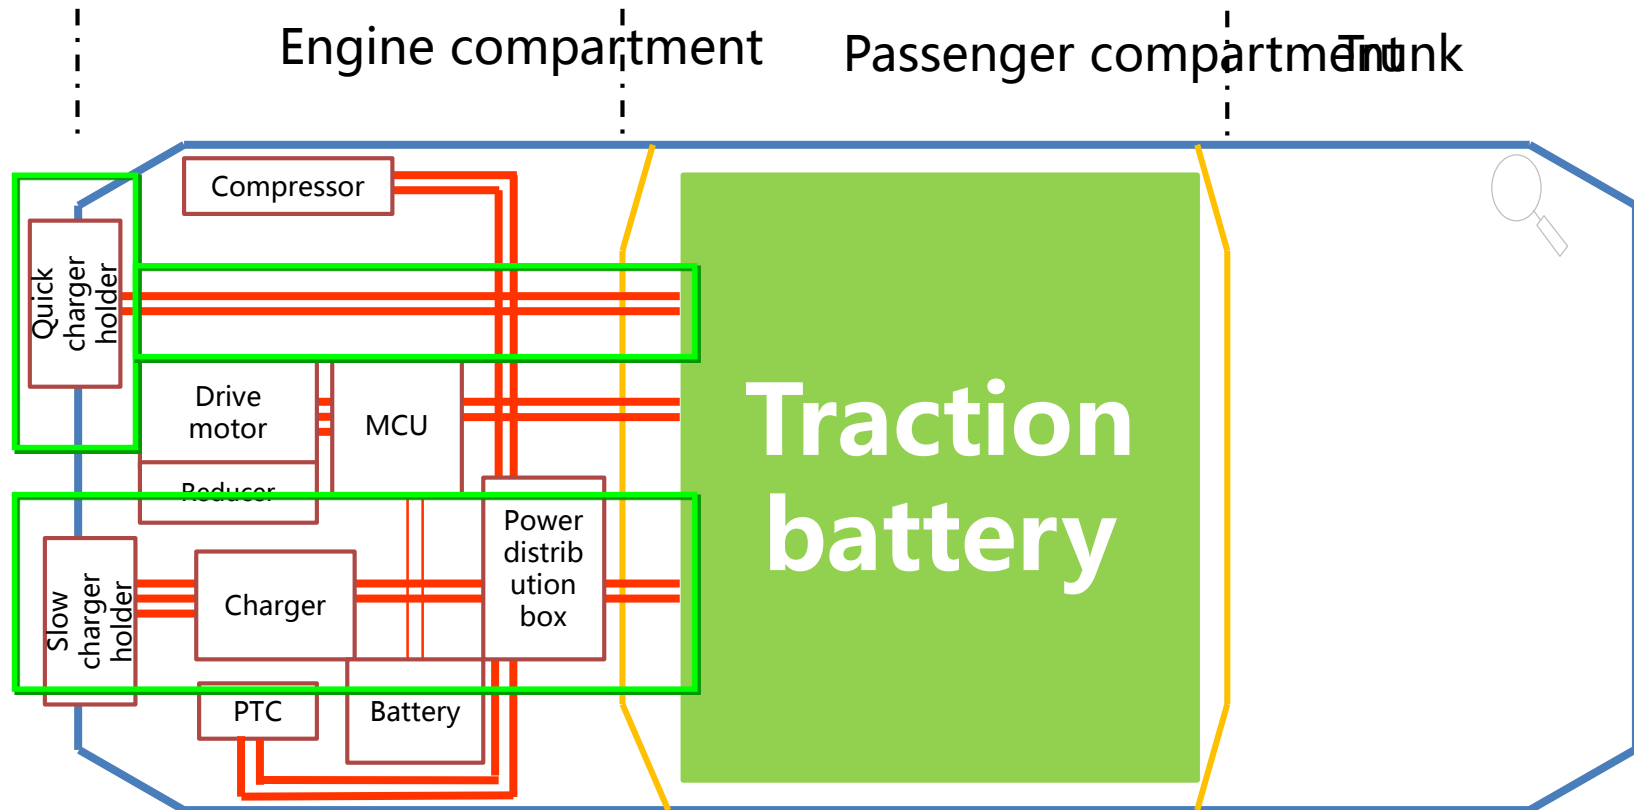 Engine compartment
Passenger compartment
Trunk
Compressor
Quick
charger
holder
Drive
motor
MCU
Reducer
Traction
battery
Power
distrib
ution
box
Slow
charger
holder
Charger
PTC
Battery